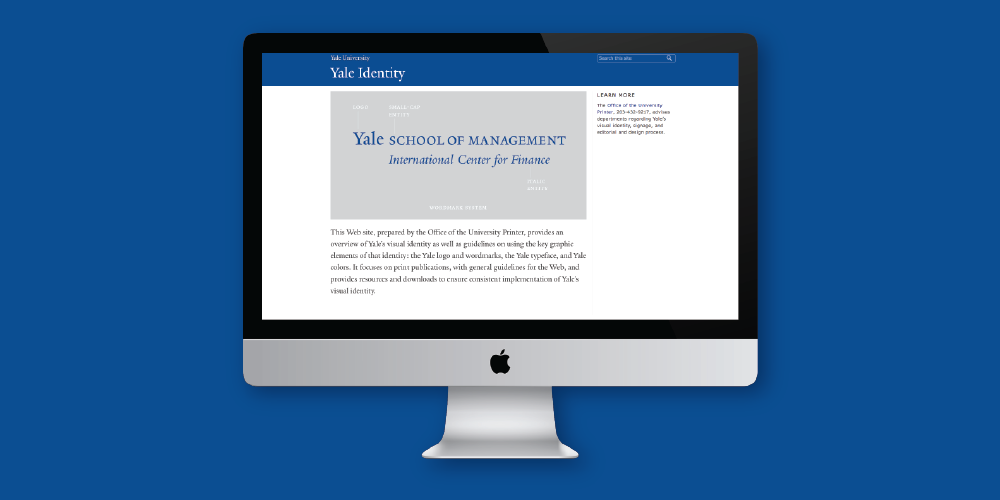 Yale University
Yale Identity
Search this site
LOGO
SMALL CAP
ENTITY
Yale SCHOOL OF MANAGEMENT
International Center for Finance
ENTITY
WORDMARK SYSTEM
This Web site, prepared by the Office of the University Printer, provides an
overview of Yale's visual identity as well as guidelines on using the key graphic
elements of that identity: the Yale logo and wordmarks, the Yale typeface, and Yale
colors. It focuses on print publications, with general guidelines for the Web, and
provides resources and downloads to ensure consistent implementation of Yale's
visual identity.
LEARN MORE
The Office of the University
Printer, 203-432-9217, advises
departments regarding Yale's
visual identity, signage, and
editorial and design process.